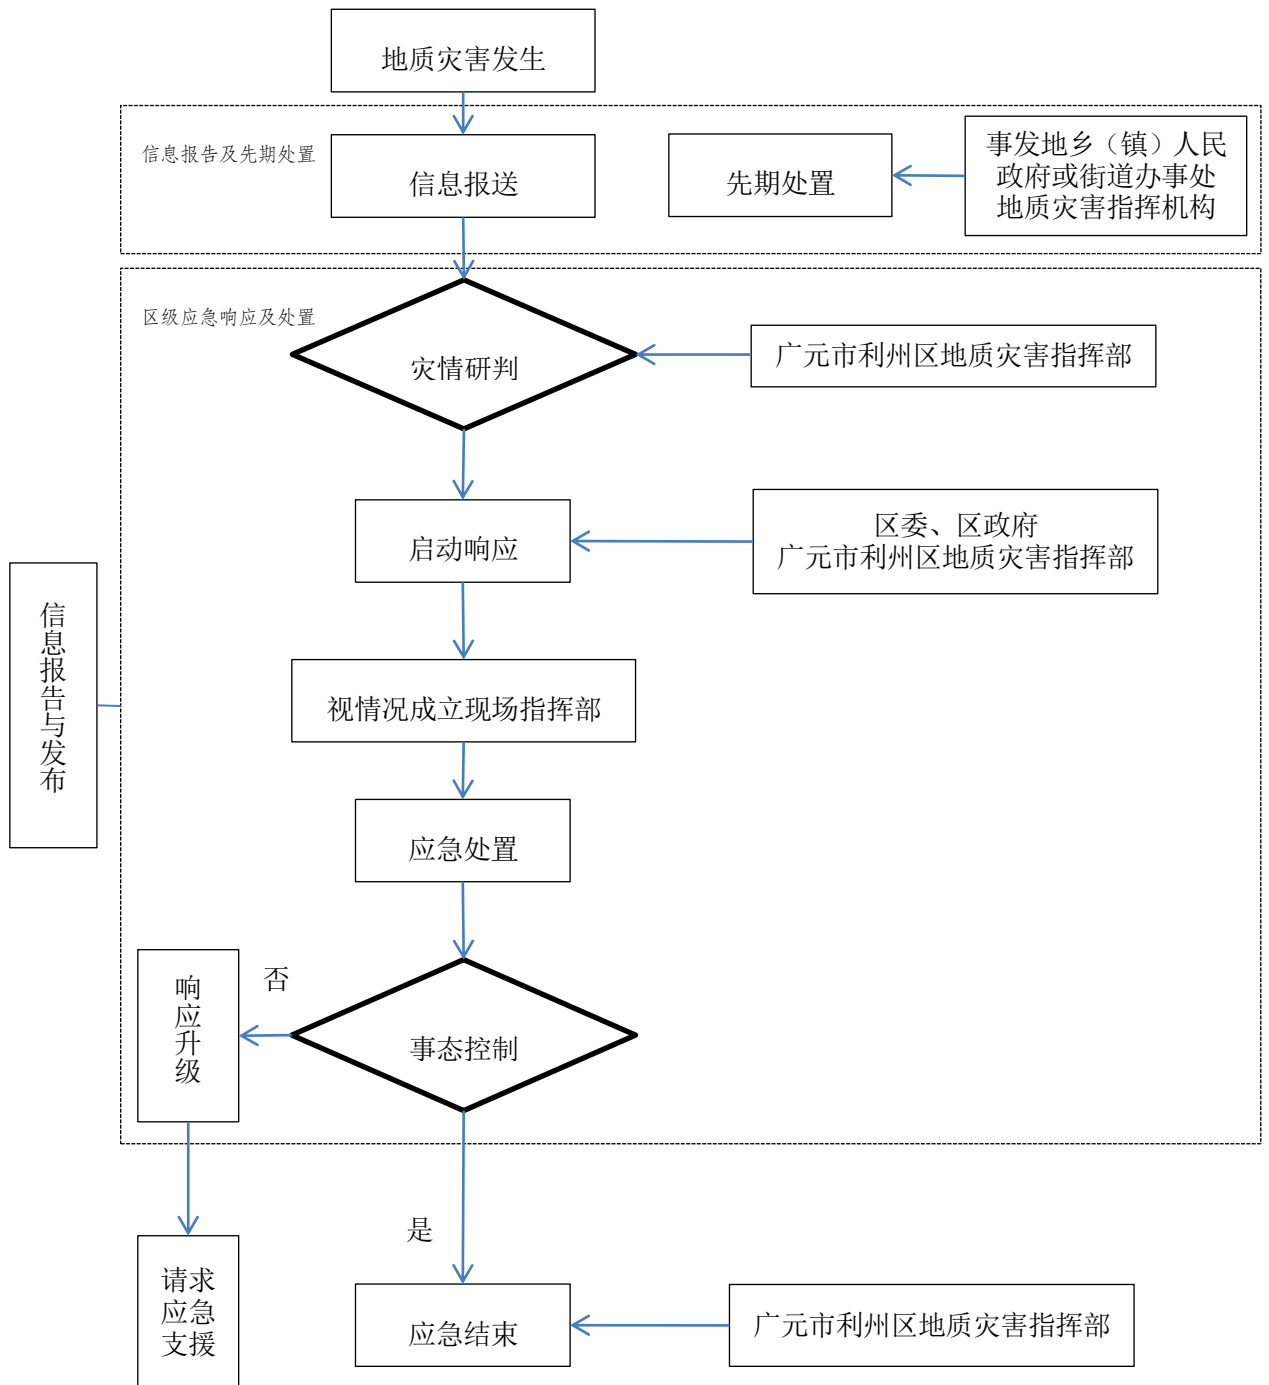 地质灾害发生
信息报告及先期处置
信息报送
先期处置
事发地乡（镇）人民
政府或街道办事处
地质灾害指挥机构
区级应急响应及处置
灾情研判
广元市利州区地质灾害指挥部
启动响应
区委、区政府
广元市利州区地质灾害指挥部
信息报告与发布
视情况成立现场指挥部
应急处置
响应升级
否
事态控制
是
请求
应急
支援
应急结束
广元市利州区地质灾害指挥部